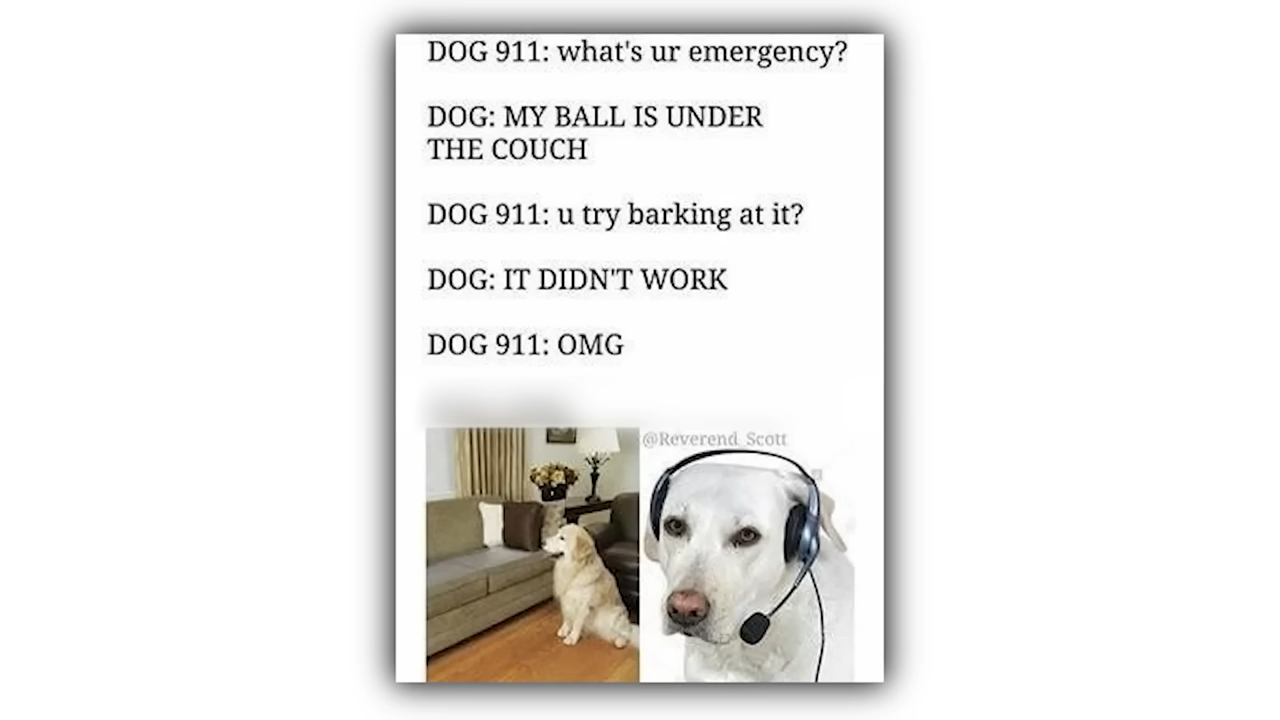 DOG 911: what's ur emergency?
DOG: MY BALL IS UNDER
THE COUCH
DOG 911: u try barking at it?
DOG: IT DIDN'T WORK
DOG 911: OMG
@Reverend_Scott